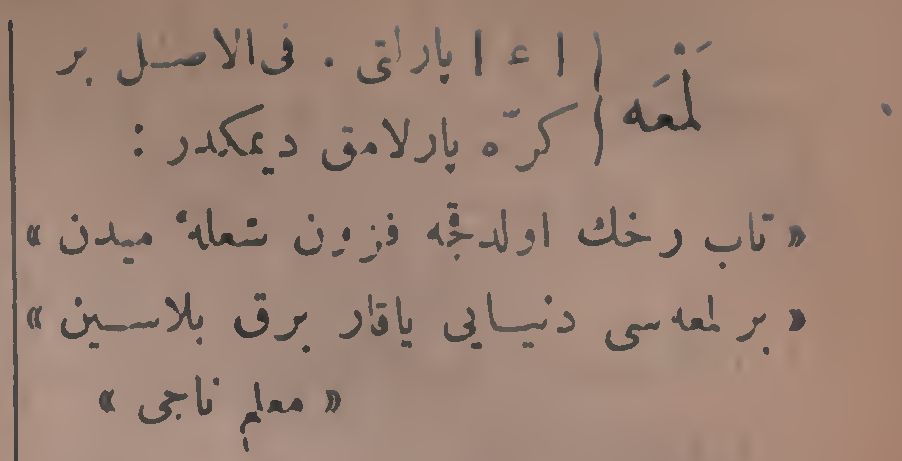 لَمْعَه | ا ء | پارلتی . فی‌الاصل بر
کرّه پارلامق دیمکدر :
« تاب رخك اولدقجه فزون شعلهٔ میدن »
« بر لمعه سی دنیایی یاقار برق بلاسین »
« معلم ناجی »